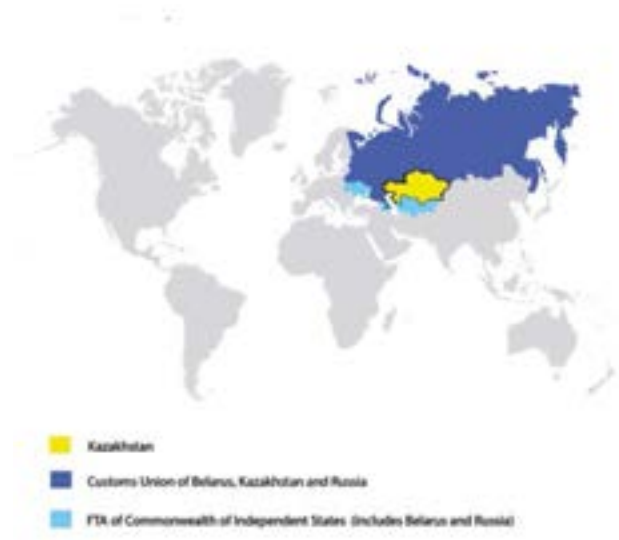 Kazakhstan
Customs Union of Belarus, Kazakhstan and Russia
FTA of Commonwealth of Independent States (includes Belarus and Russia)